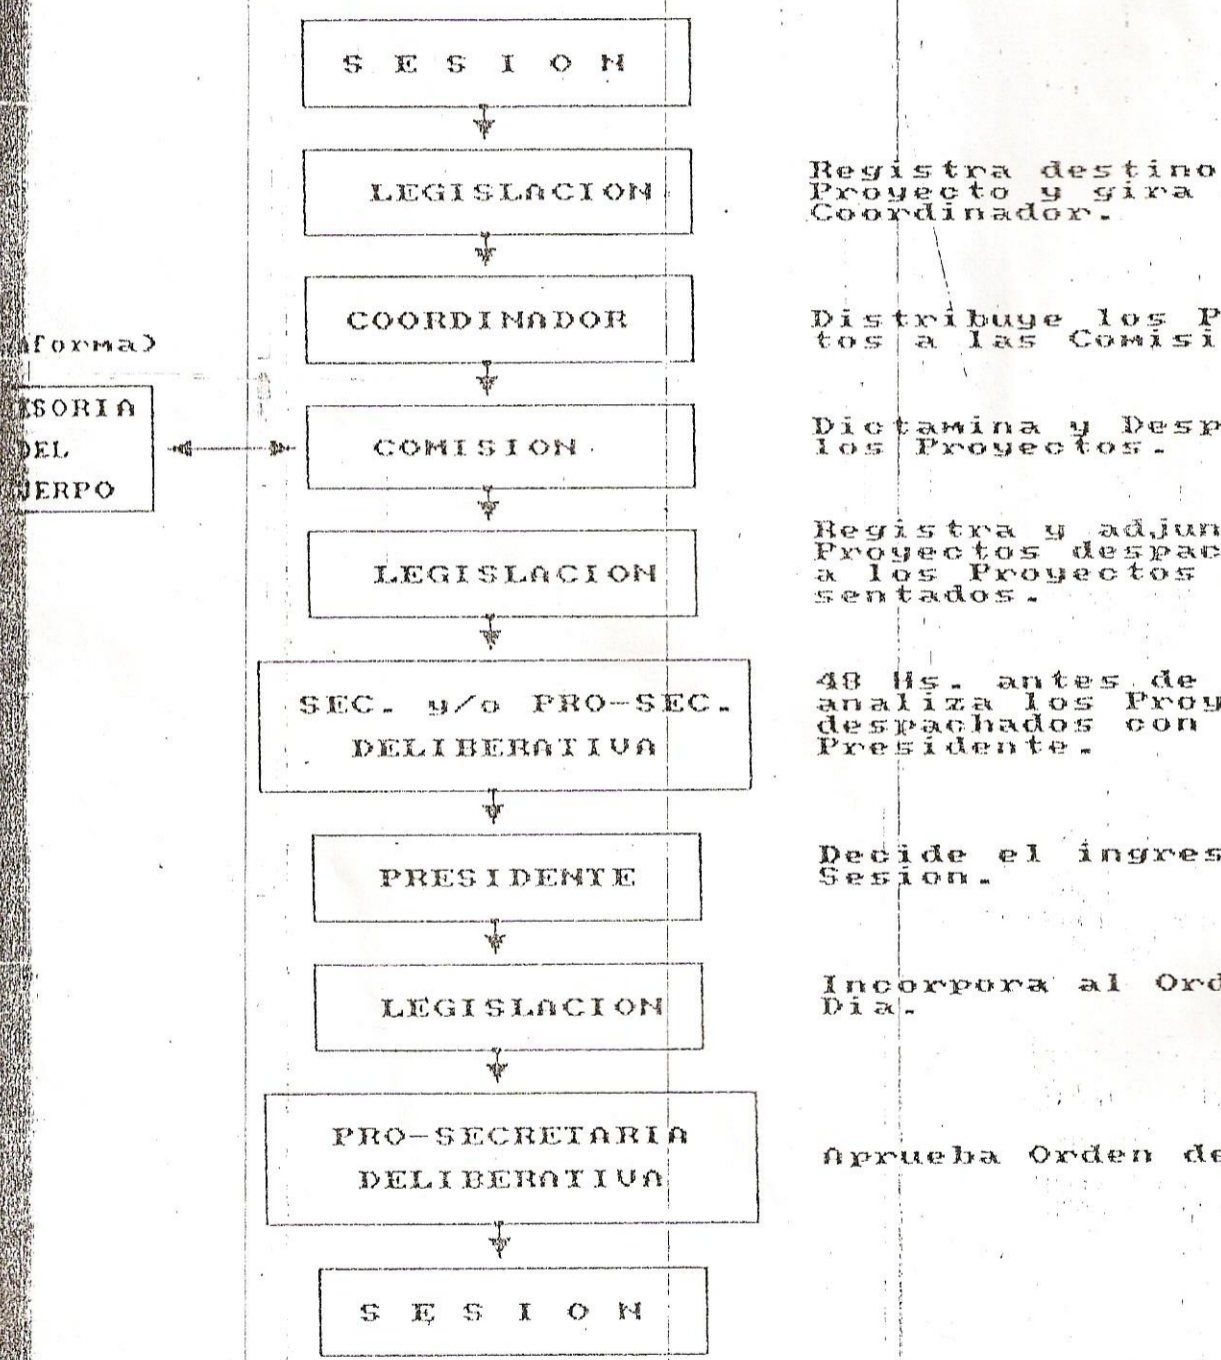 S E S I O N
LEGISLACION
Registra destino
Proyecto y gira
Coordinador.
COORDINADOR
Distribuye los P
tos a las Comisi
forma)
SORIA
DEL
ERPO
COMISION
Dictamina y Desp
los Proyectos.
LEGISLACION
Registra y adjun
Proyectos despac
a los Proyectos
sentados.
SEC. y/o PRO-SEC.
DELIBERATIVA
48 Hs. antes de
analiza los Proy
despachados con
Presidente.
PRESIDENTE
Decide el ingres
Sesion.
LEGISLACION
Incorpora al Ord
Dia.
PRO-SECRETARIA
DELIBERATIVA
Aprueba Orden de
S E S I O N